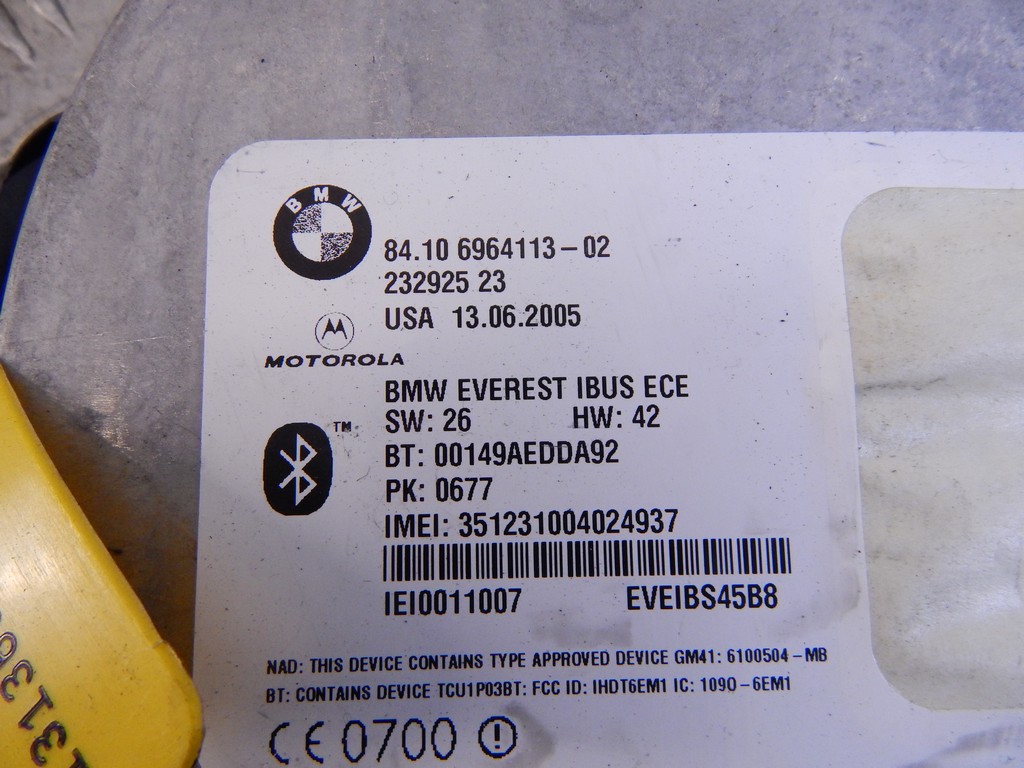 BMW
84.10 6964113-02
232925 23
USA 13.06.2005
MOTOROLA
BMW EVEREST IBUS ECE
SW: 26 HW: 42
TM
BT: 00149AEDDA92
PK: 0677
IMEI: 351231004024937
IEI0011007 EVEIBS45B8
NAD: THIS DEVICE CONTAINS TYPE APPROVED DEVICE GM41: 6100504-MB
BT: CONTAINS DEVICE TCU1P03BT: FCC ID: IHDT6EM1 IC: 1090-6EM1
CE 0700